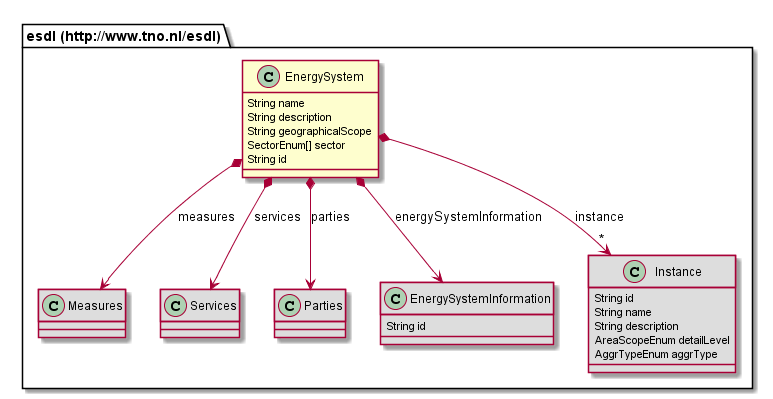 esdl (http://www.tno.nl/esdl)
C EnergySystem
String name
String description
String geographicalScope
SectorEnum[] sector
String id
measures
services
parties
energySystemInformation
instance
*
C Measures
C Services
C Parties
C EnergySystemInformation
String id
C Instance
String id
String name
String description
AreaScopeEnum detailLevel
AggrTypeEnum aggrType